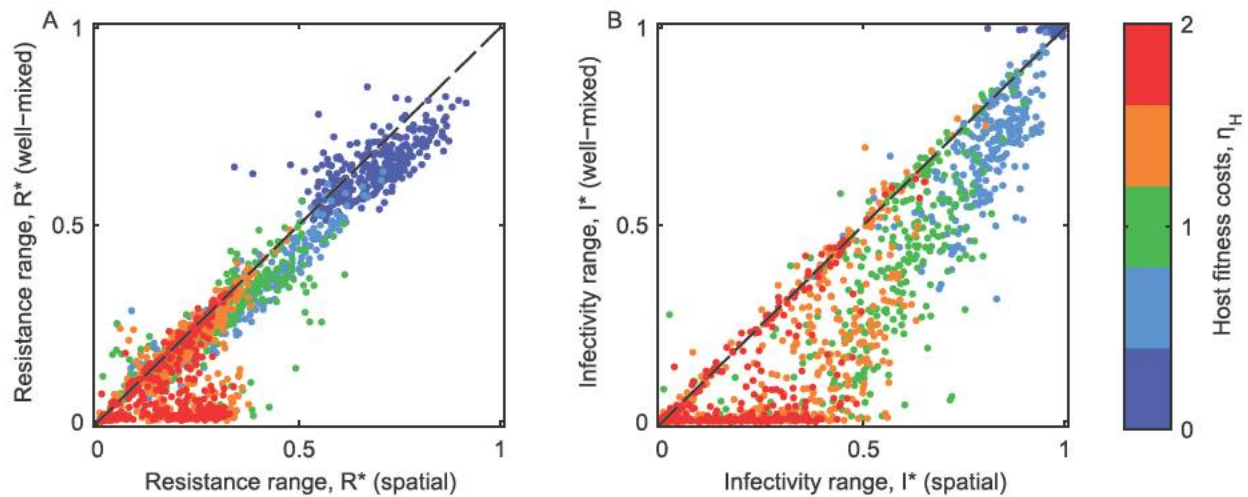 A
Resistance range, R* (well-mixed)
1
0.5
0
0
0.5
1
Resistance range, R* (spatial)
B
Infectivity range, I* (well-mixed)
1
0.5
0
0
0.5
1
Infectivity range, I* (spatial)
2
1
0
Host fitness costs, η_H